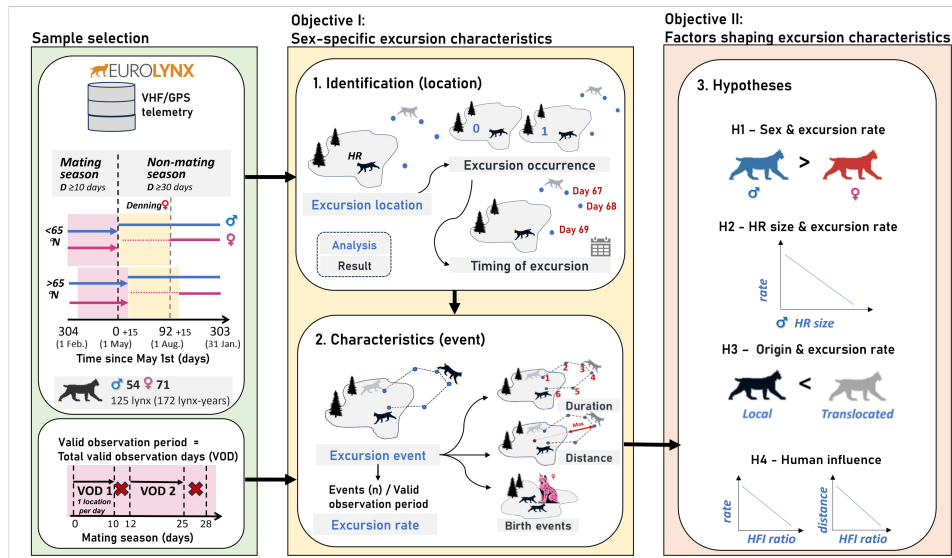 Sample selection
EUROLYNX
VHF/GPS
telemetry
Mating
season
D ≥10 days
Non-mating
season
D ≥30 days
Denning♀
<65
°N
♂
♀
>65
°N
304
(1 Feb.)
0 +15
(1 May)
92 +15
(1 Aug.)
303
(31 Jan.)
Time since May 1st (days)
♂ 54 ♀ 71
125 lynx (172 lynx-years)
Valid observation period =
Total valid observation days (VOD)
VOD 1
1 location
per day
VOD 2
0 10 12 25 28
Mating season (days)
Objective I:
Sex-specific excursion characteristics
1. Identification (location)
HR
Excursion location
0
1
Excursion occurrence
Analysis
Result
Day 67
Day 68
Day 69
Timing of excursion
2. Characteristics (event)
Excursion event
Events (n) / Valid
observation period
Excursion rate
1 2 3 4 5 6
Duration
Max
Distance
♀
Birth events
Objective II:
Factors shaping excursion characteristics
3. Hypotheses
H1 – Sex & excursion rate
♂ > ♀
H2 – HR size & excursion rate
rate
♂ HR size
H3 – Origin & excursion rate
<
Local
Translocated
H4 – Human influence
rate
HFI ratio
distance
HFI ratio